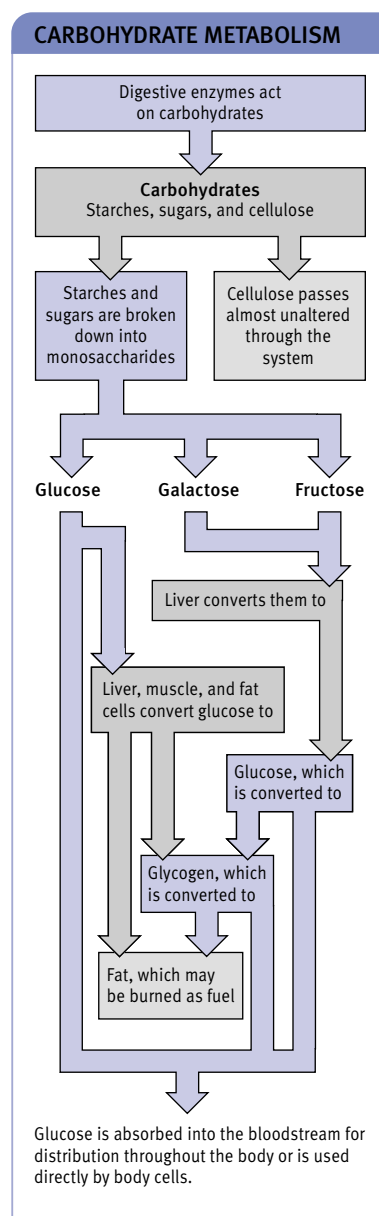 CARBOHYDRATE METABOLISM
Digestive enzymes act
on carbohydrates
Carbohydrates
Starches, sugars, and cellulose
Starches and
sugars are broken
down into
monosaccharides
Cellulose passes
almost unaltered
through the
system
Glucose
Galactose
Fructose
Liver converts them to
Liver, muscle, and fat
cells convert glucose to
Glucose, which
is converted to
Glycogen, which
is converted to
Fat, which may
be burned as fuel
Glucose is absorbed into the bloodstream for
distribution throughout the body or is used
directly by body cells.